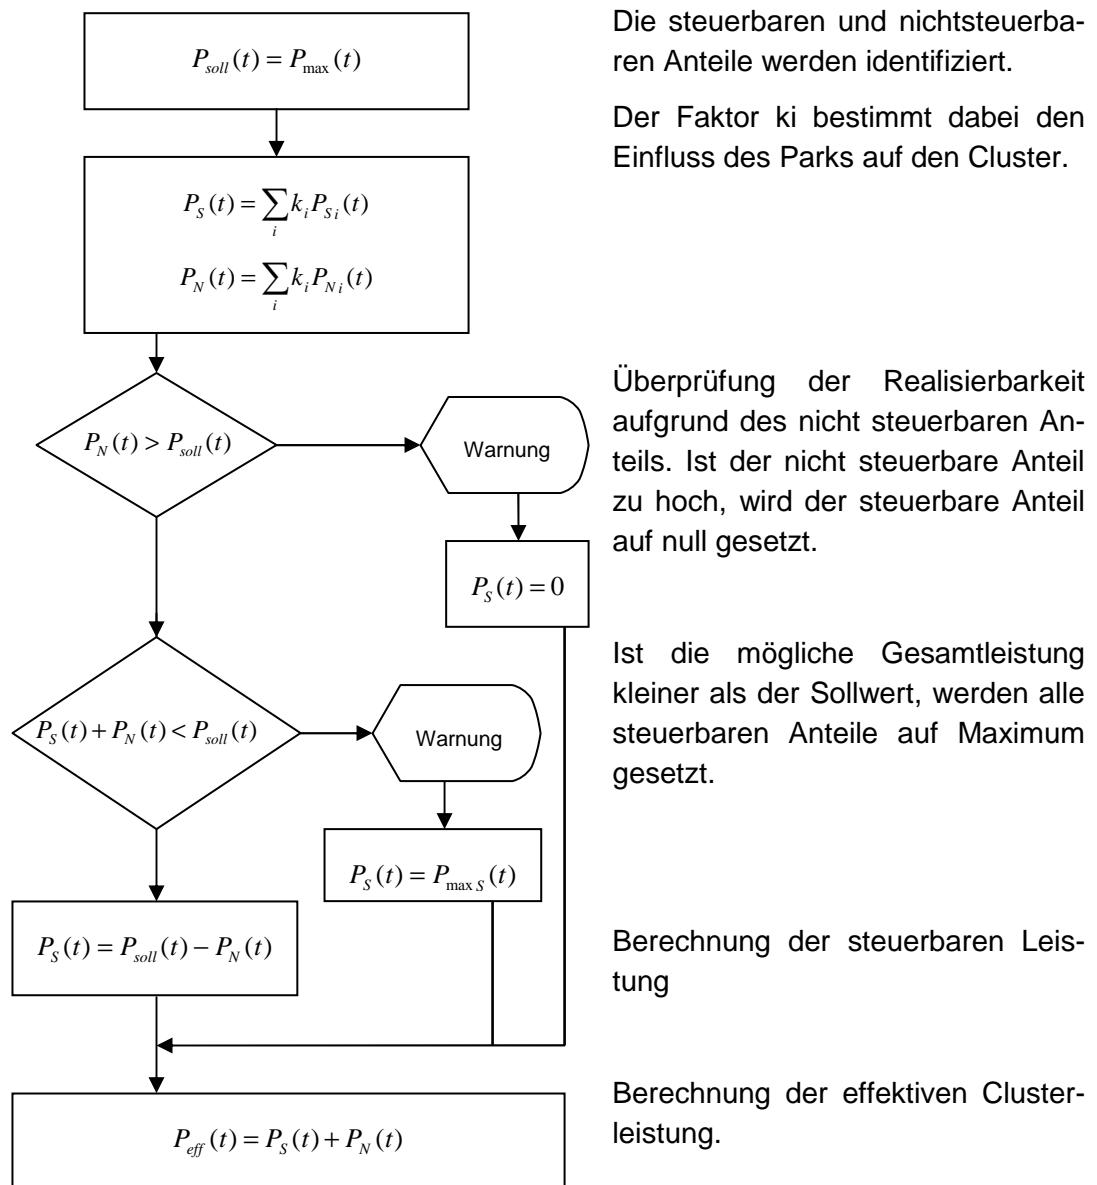 P_soll(t) = P_max(t)
Die steuerbaren und nichtsteuerba-
ren Anteile werden identifiziert.
Der Faktor ki bestimmt dabei den
Einfluss des Parks auf den Cluster.
P_S(t) = ∑_i k_i P_Si(t)
P_N(t) = ∑_i k_i P_Ni(t)
P_N(t) > P_soll(t)
Warnung
Überprüfung der Realisierbarkeit
aufgrund des nicht steuerbaren An-
teils. Ist der nicht steuerbare Anteil
zu hoch, wird der steuerbare Anteil
auf null gesetzt.
P_S(t) = 0
P_S(t) + P_N(t) < P_soll(t)
Warnung
Ist die mögliche Gesamtleistung
kleiner als der Sollwert, werden alle
steuerbaren Anteile auf Maximum
gesetzt.
P_S(t) = P_max S(t)
P_S(t) = P_soll(t) − P_N(t)
Berechnung der steuerbaren Leis-
tung
P_eff(t) = P_S(t) + P_N(t)
Berechnung der effektiven Cluster-
leistung.